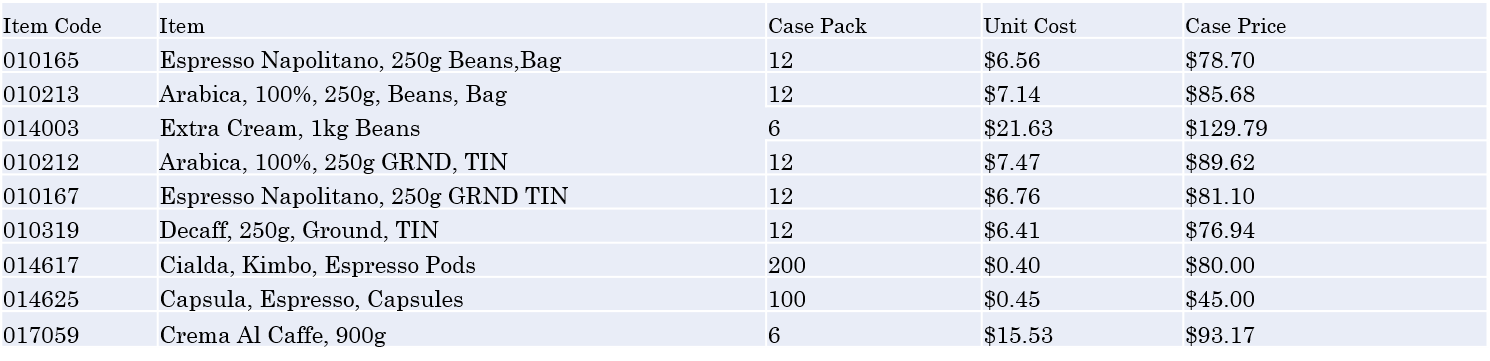 Item Code Item Case Pack Unit Cost Case Price
010165 Espresso Napolitano, 250g Beans,Bag 12 $6.56 $78.70
010213 Arabica, 100%, 250g, Beans, Bag 12 $7.14 $85.68
014003 Extra Cream, 1kg Beans 6 $21.63 $129.79
010212 Arabica, 100%, 250g GRND, TIN 12 $7.47 $89.62
010167 Espresso Napolitano, 250g GRND TIN 12 $6.76 $81.10
010319 Decaff, 250g, Ground, TIN 12 $6.41 $76.94
014617 Cialda, Kimbo, Espresso Pods 200 $0.40 $80.00
014625 Capsula, Espresso, Capsules 100 $0.45 $45.00
017059 Crema Al Caffe, 900g 6 $15.53 $93.17